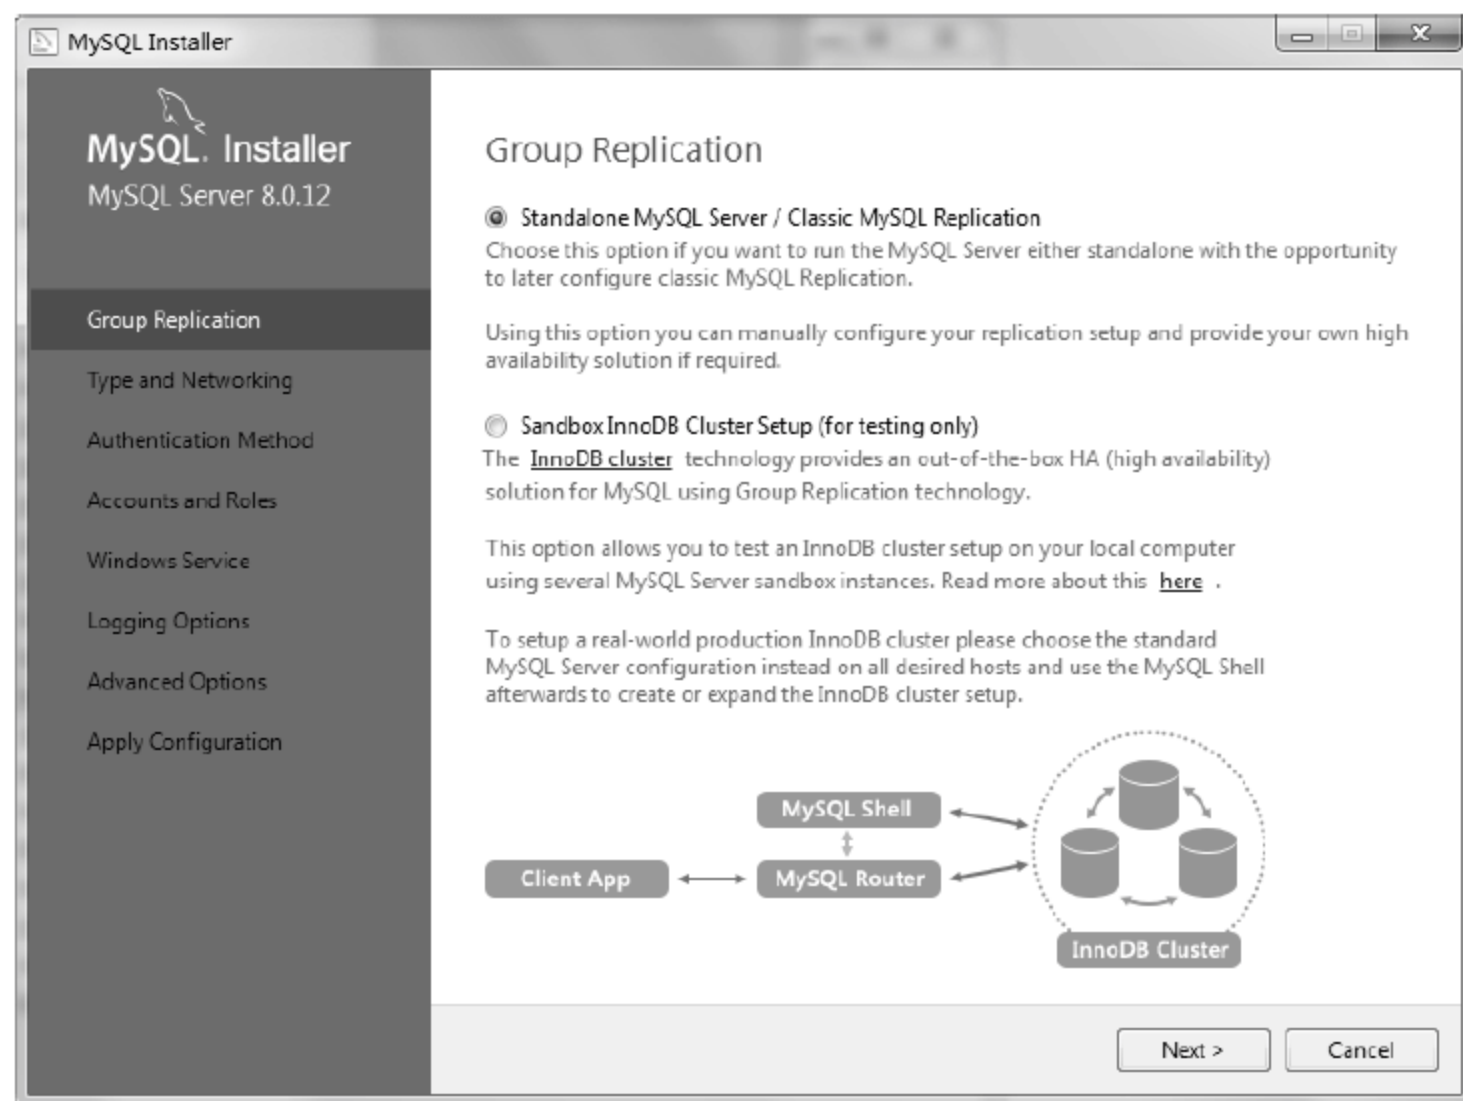 MySQL Installer
MySQL. Installer
MySQL Server 8.0.12
Group Replication
Type and Networking
Authentication Method
Accounts and Roles
Windows Service
Logging Options
Advanced Options
Apply Configuration
Group Replication
Standalone MySQL Server / Classic MySQL Replication
Choose this option if you want to run the MySQL Server either standalone with the opportunity
to later configure classic MySQL Replication.
Using this option you can manually configure your replication setup and provide your own high
availability solution if required.
Sandbox InnoDB Cluster Setup (for testing only)
The InnoDB cluster technology provides an out-of-the-box HA (high availability)
solution for MySQL using Group Replication technology.
This option allows you to test an InnoDB cluster setup on your local computer
using several MySQL Server sandbox instances. Read more about this here .
To setup a real-world production InnoDB cluster please choose the standard
MySQL Server configuration instead on all desired hosts and use the MySQL Shell
afterwards to create or expand the InnoDB cluster setup.
MySQL Shell
Client App
MySQL Router
InnoDB Cluster
Next >
Cancel